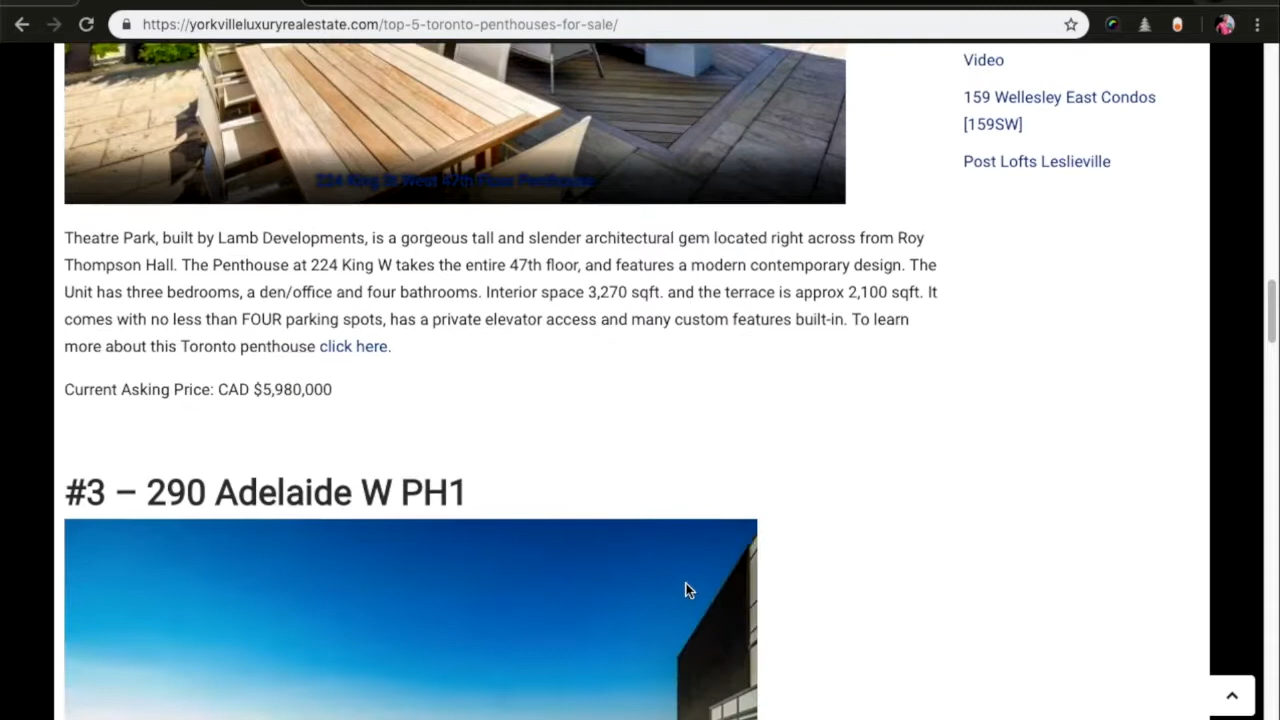 https://yorkvilleluxuryrealestate.com/top-5-toronto-penthouses-for-sale/
Video
159 Wellesley East Condos
[159SW]
Post Lofts Leslieville
224 King W West 47th Floor Penthouse
Theatre Park, built by Lamb Developments, is a gorgeous tall and slender architectural gem located right across from Roy
Thompson Hall. The Penthouse at 224 King W takes the entire 47th floor, and features a modern contemporary design. The
Unit has three bedrooms, a den/office and four bathrooms. Interior space 3,270 sqft. and the terrace is approx 2,100 sqft. It
comes with no less than FOUR parking spots, has a private elevator access and many custom features built-in. To learn
more about this Toronto penthouse click here.
Current Asking Price: CAD $5,980,000
#3 – 290 Adelaide W PH1